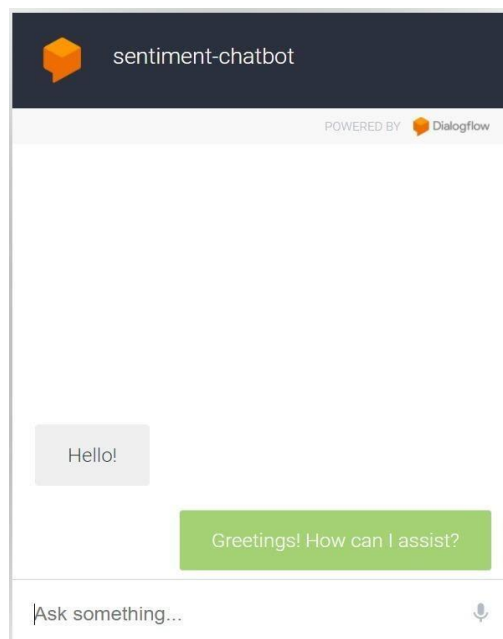 sentiment-chatbot
POWERED BY Dialogflow
Hello!
Greetings! How can I assist?
Ask something...